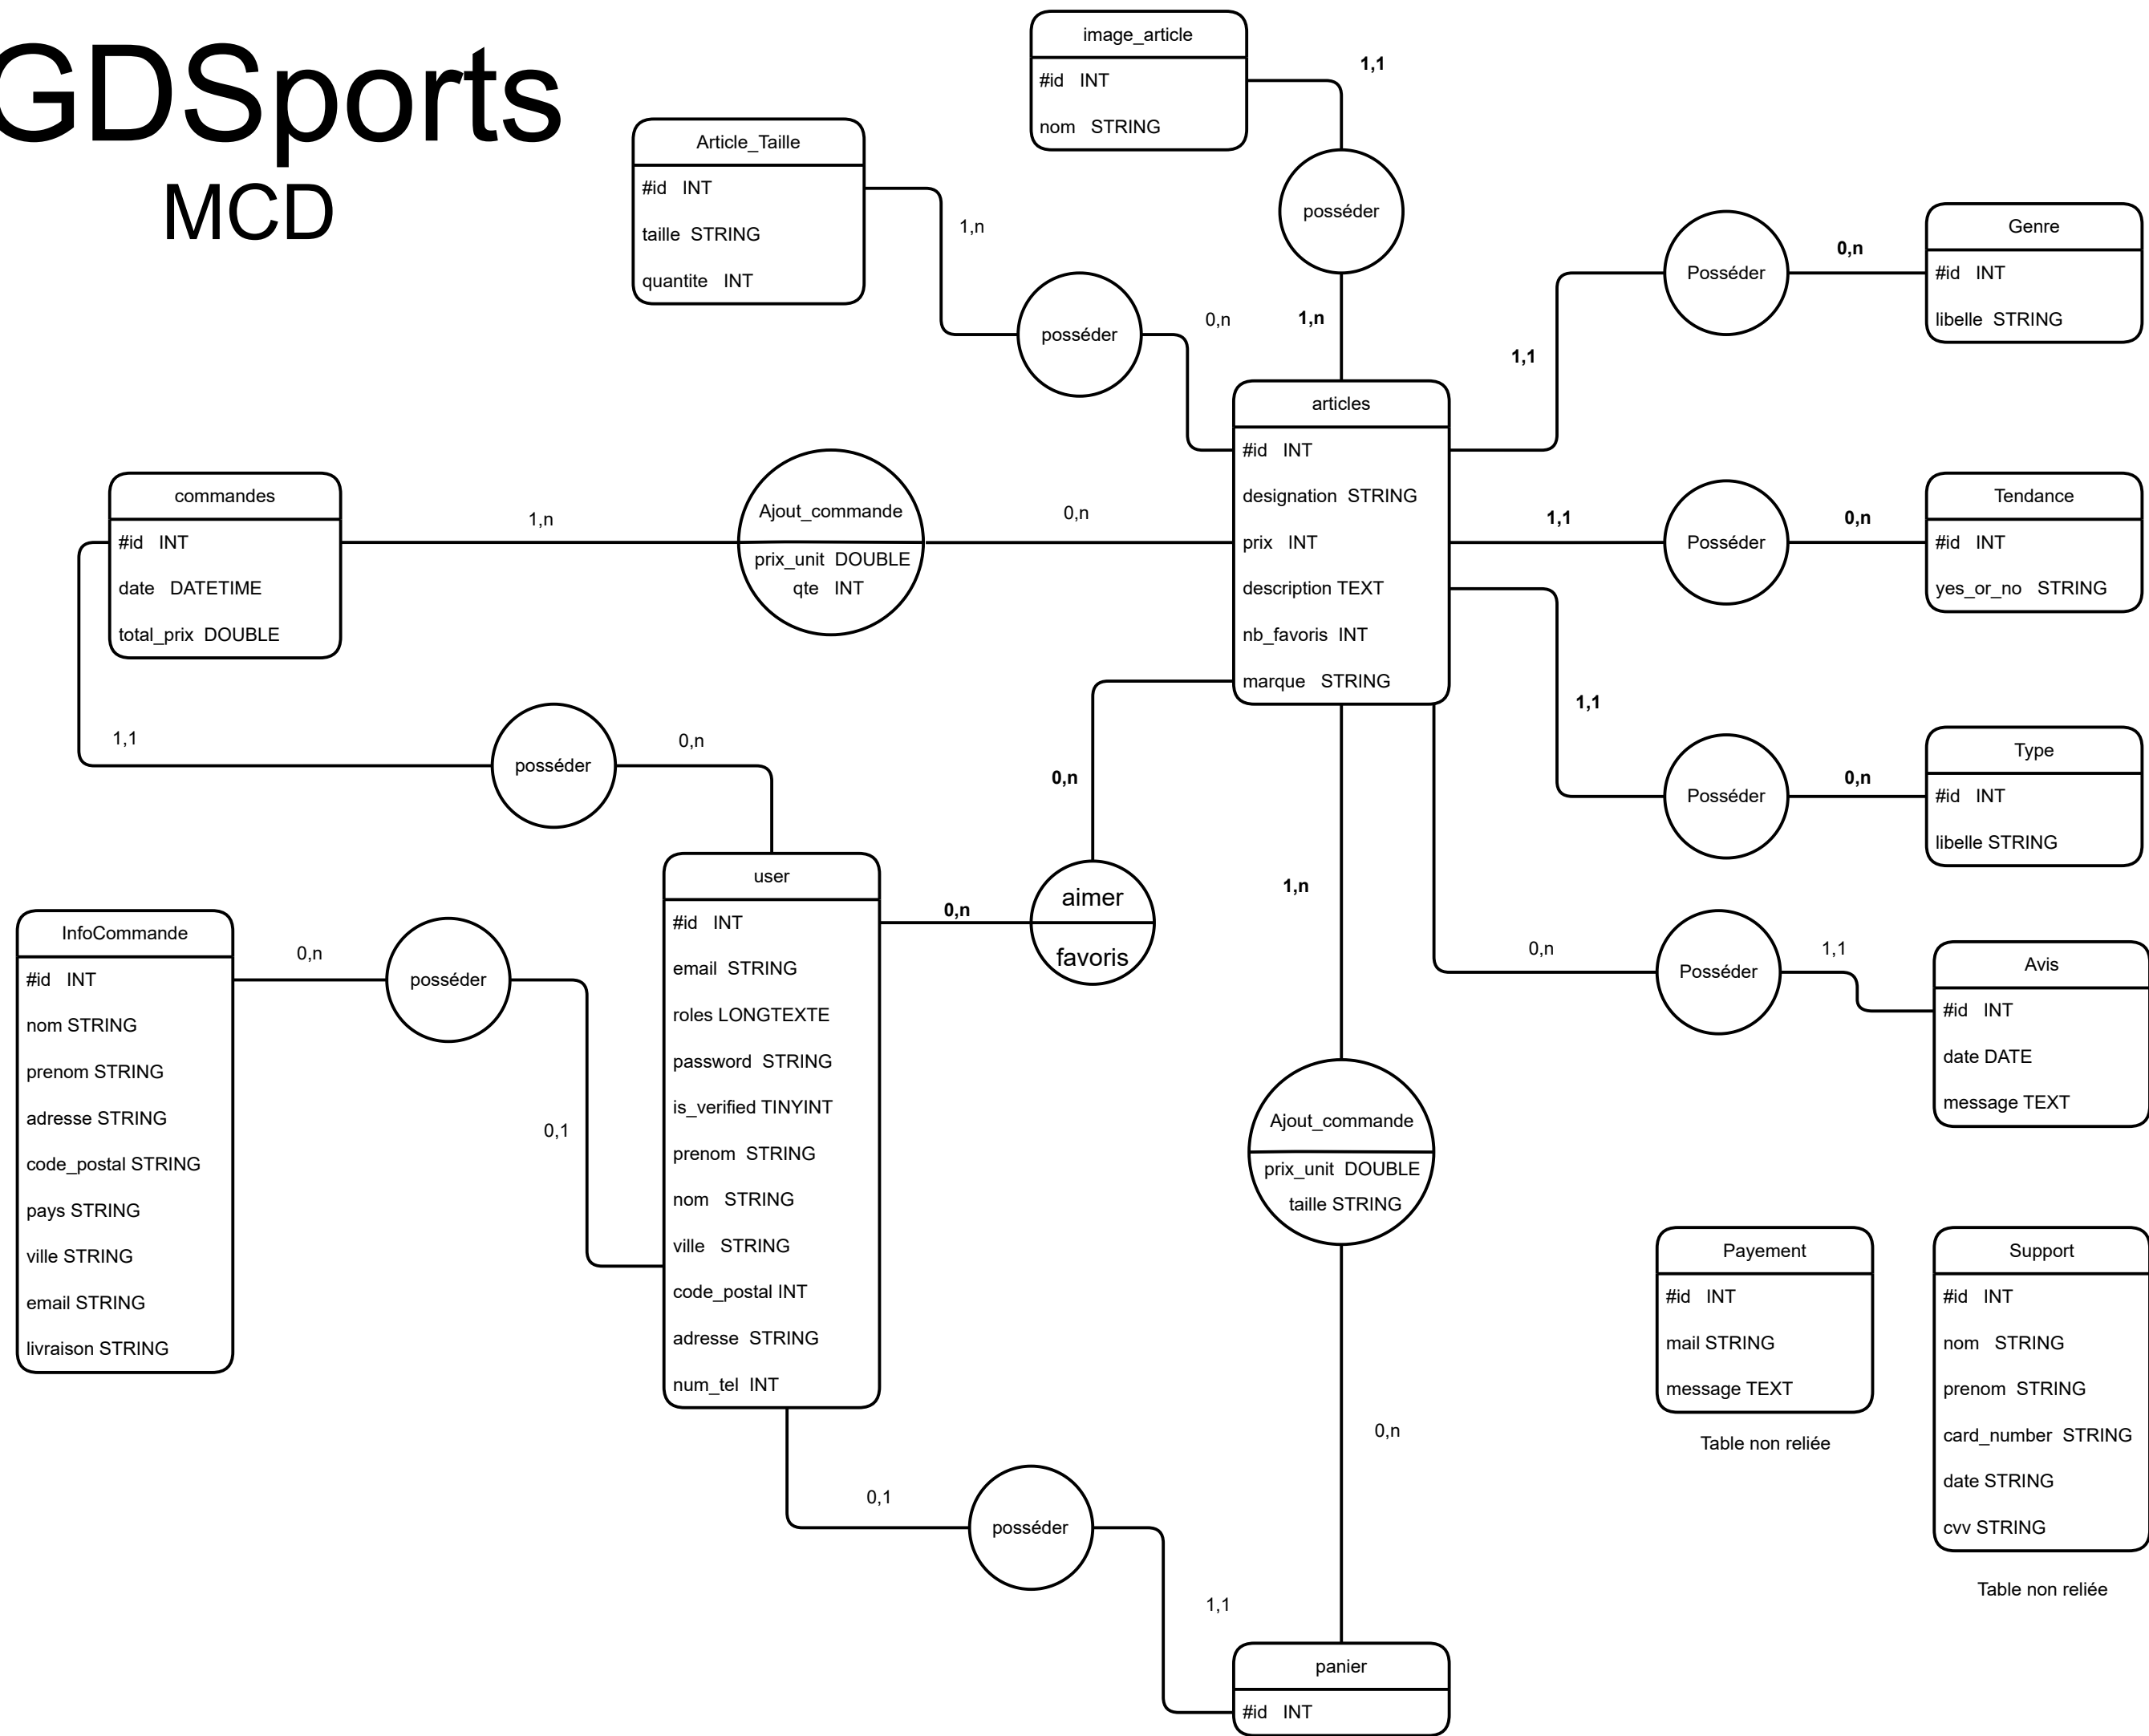 GDSports
MCD
image_article
#id INT
nom STRING
1,1
posséder
1,n
Article_Taille
#id INT
taille STRING
quantite INT
1,n
posséder
0,n
Genre
#id INT
libelle STRING
Posséder
0,n
1,1
articles
#id INT
designation STRING
prix INT
description TEXT
nb_favoris INT
marque STRING
commandes
#id INT
date DATETIME
total_prix DOUBLE
1,n
Ajout_commande
prix_unit DOUBLE
qte INT
0,n
1,1
Posséder
0,n
Tendance
#id INT
yes_or_no STRING
1,1
Posséder
0,n
Type
#id INT
libelle STRING
1,1
posséder
0,n
0,n
aimer
favoris
0,n
user
#id INT
email STRING
roles LONGTEXTE
password STRING
is_verified TINYINT
prenom STRING
nom STRING
ville STRING
code_postal INT
adresse STRING
num_tel INT
InfoCommande
#id INT
nom STRING
prenom STRING
adresse STRING
code_postal STRING
pays STRING
ville STRING
email STRING
livraison STRING
0,n
posséder
0,1
1,n
Ajout_commande
prix_unit DOUBLE
taille STRING
0,n
0,n
Posséder
1,1
Avis
#id INT
date DATE
message TEXT
Payement
#id INT
mail STRING
message TEXT
Table non reliée
Support
#id INT
nom STRING
prenom STRING
card_number STRING
date STRING
cvv STRING
Table non reliée
0,1
posséder
1,1
panier
#id INT